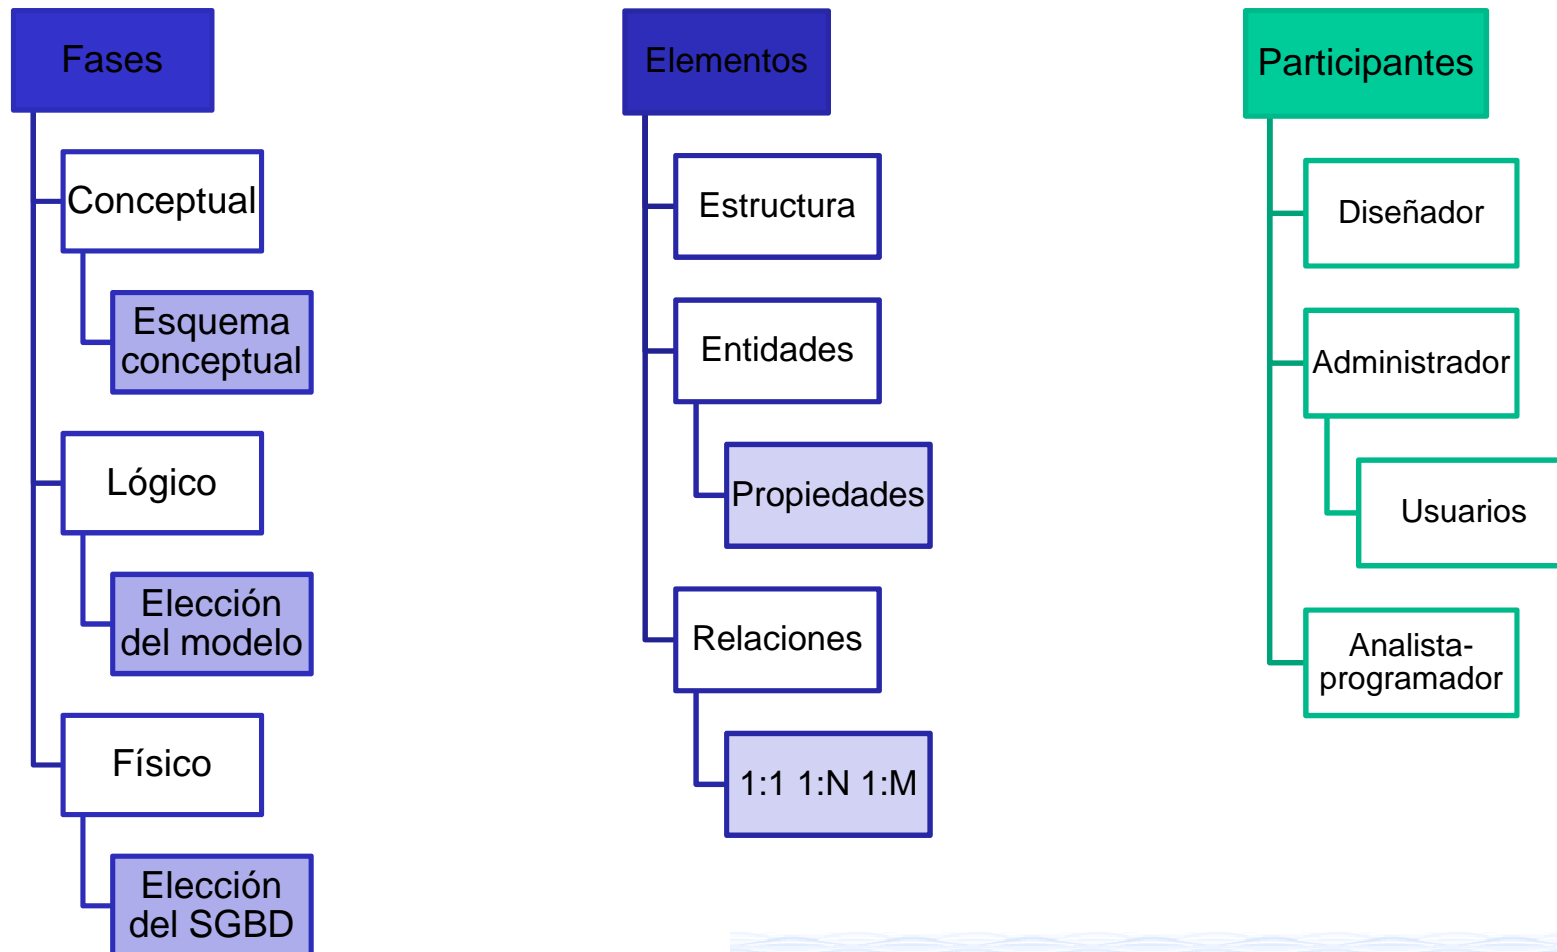 Fases
Conceptual
Esquema
conceptual
Lógico
Elección
del modelo
Físico
Elección
del SGBD
Elementos
Estructura
Entidades
Propiedades
Relaciones
1:1 1:N 1:M
Participantes
Diseñador
Administrador
Usuarios
Analista-
programador